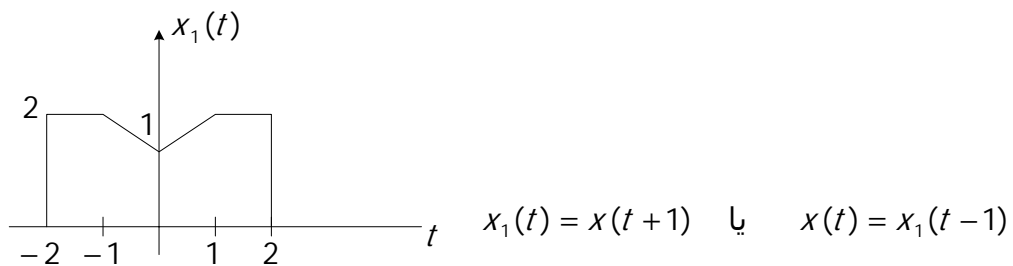 x₁(t)
2
1
−2 −1 1 2 t
x₁(t) = x(t + 1) یا x(t) = x₁(t − 1)